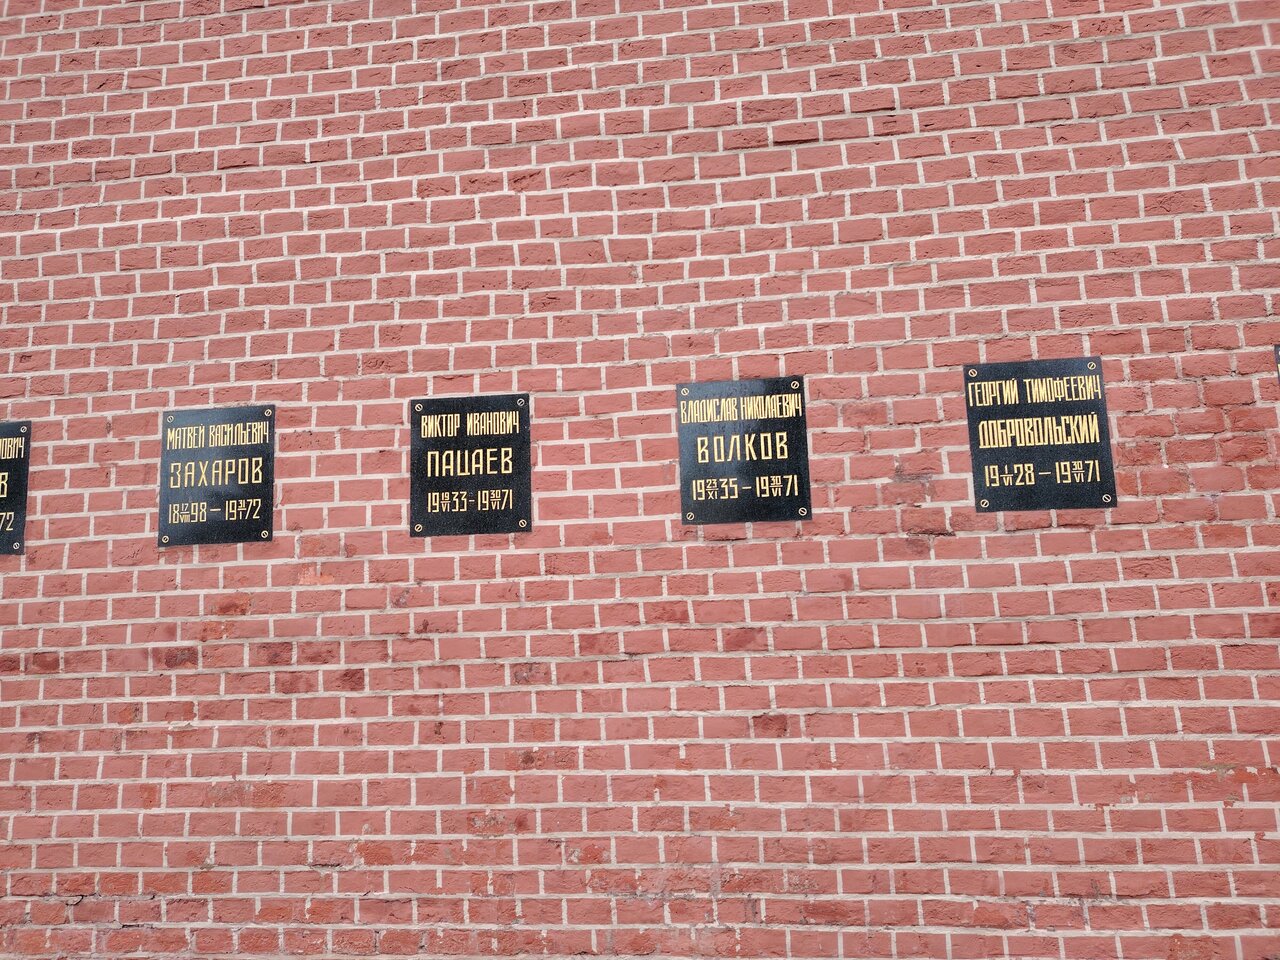 ОВИЧ
В
72
МАТВЕЙ ВАСИЛЬЕВИЧ
ЗАХАРОВ
18 17/VIII 98 – 19 31/I 72
ВИКТОР ИВАНОВИЧ
ПАЦАЕВ
19 19/VI 33 – 19 30/VI 71
ВЛАДИСЛАВ НИКОЛАЕВИЧ
ВОЛКОВ
19 23/XI 35 – 19 30/VI 71
ГЕОРГИЙ ТИМОФЕЕВИЧ
ДОБРОВОЛЬСКИЙ
19 1/VI 28 – 19 30/VI 71